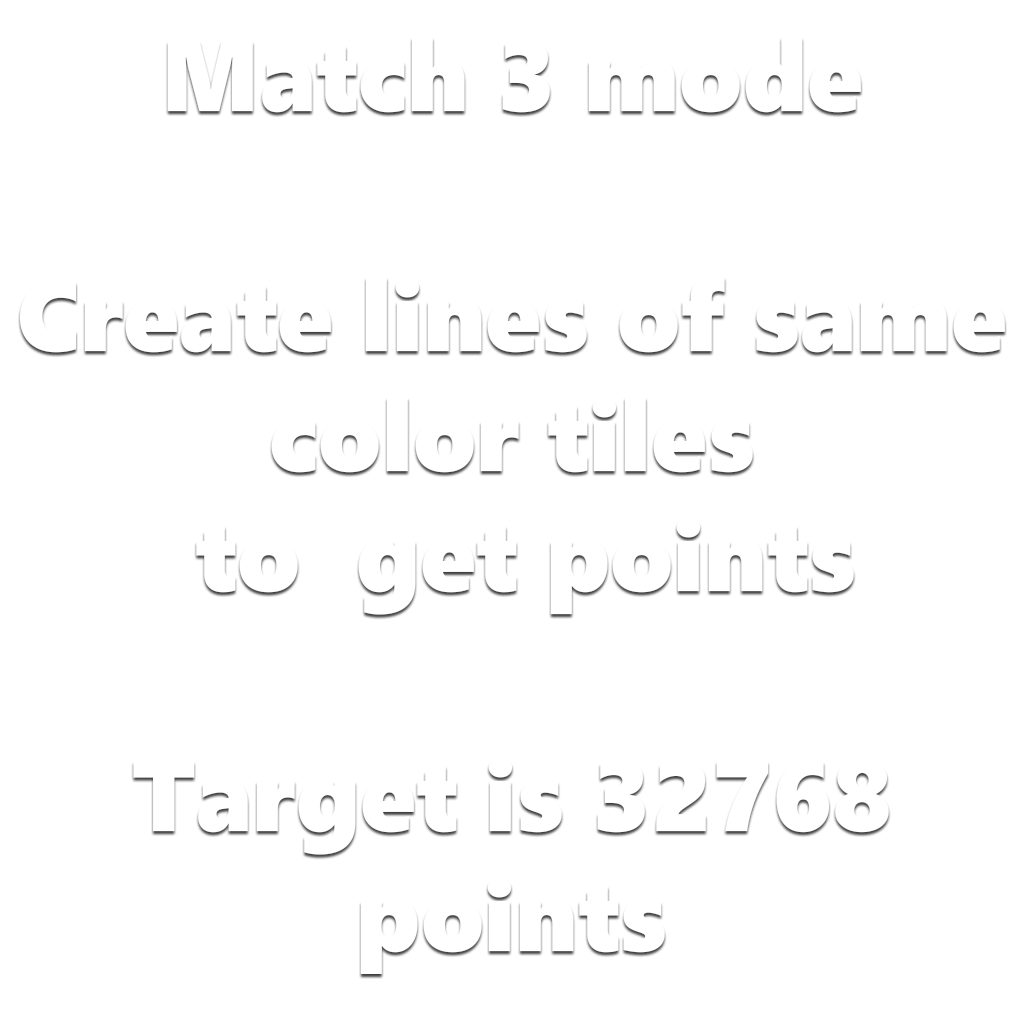 Match 3 mode
Create lines of same
color tiles
to  get points
Target is 32768
points